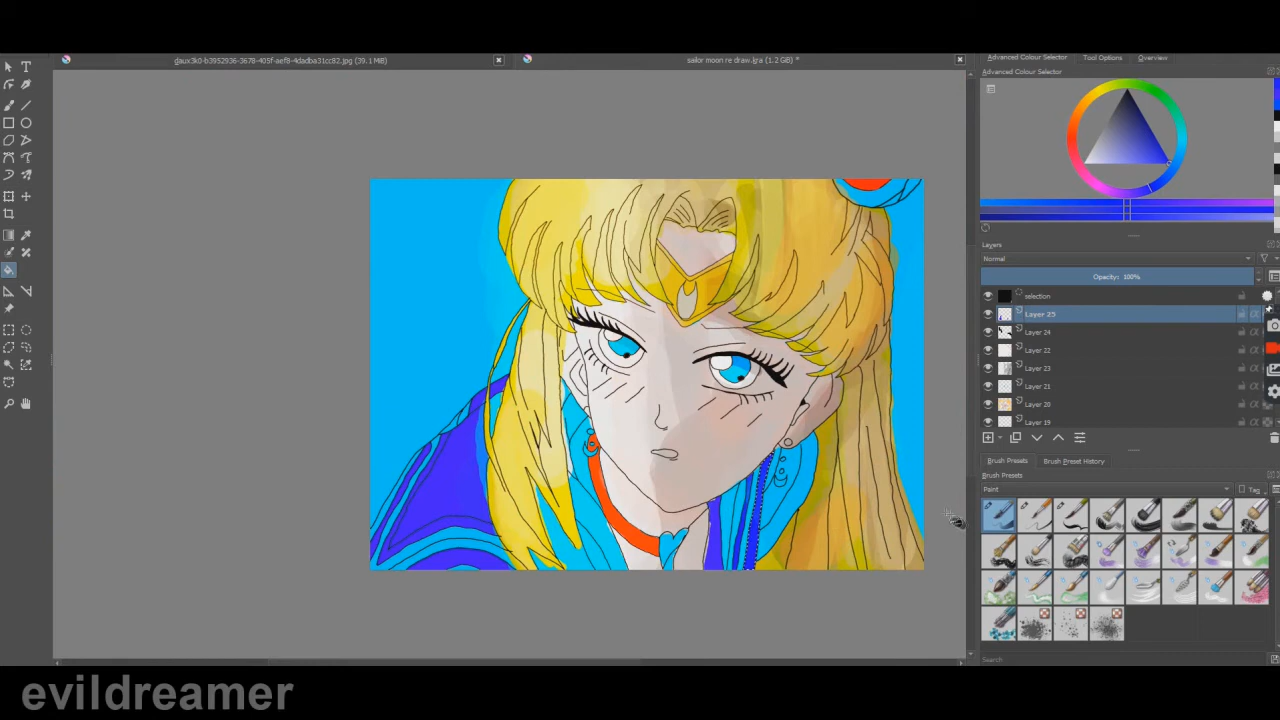 daux3k0-b3952936-3678-405f-aef8-4dadba31cc82.jpg (39.1 MiB)
sailor moon re draw.kra (1.2 GiB) *
Advanced Colour Selector
Tool Options
Overview
Advanced Colour Selector
Layers
Normal
Opacity: 100%
selection
Layer 25
Layer 24
Layer 22
Layer 23
Layer 21
Layer 20
Layer 19
Brush Presets
Brush Preset History
Brush Presets
Paint
Tag
Search
evildreamer